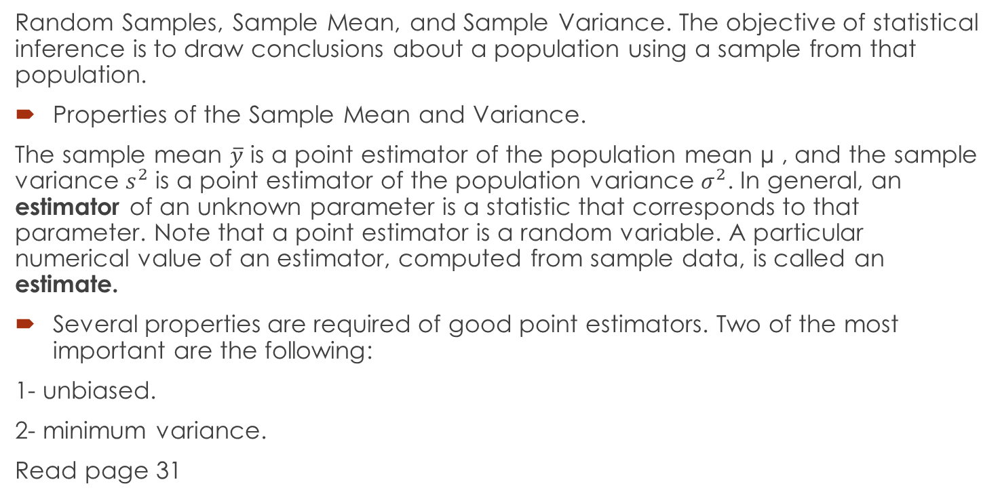 Random Samples, Sample Mean, and Sample Variance. The objective of statistical
inference is to draw conclusions about a population using a sample from that
population.
Properties of the Sample Mean and Variance.
The sample mean ȳ is a point estimator of the population mean μ , and the sample
variance s² is a point estimator of the population variance σ². In general, an
estimator of an unknown parameter is a statistic that corresponds to that
parameter. Note that a point estimator is a random variable. A particular
numerical value of an estimator, computed from sample data, is called an
estimate.
Several properties are required of good point estimators. Two of the most
important are the following:
1- unbiased.
2- minimum variance.
Read page 31